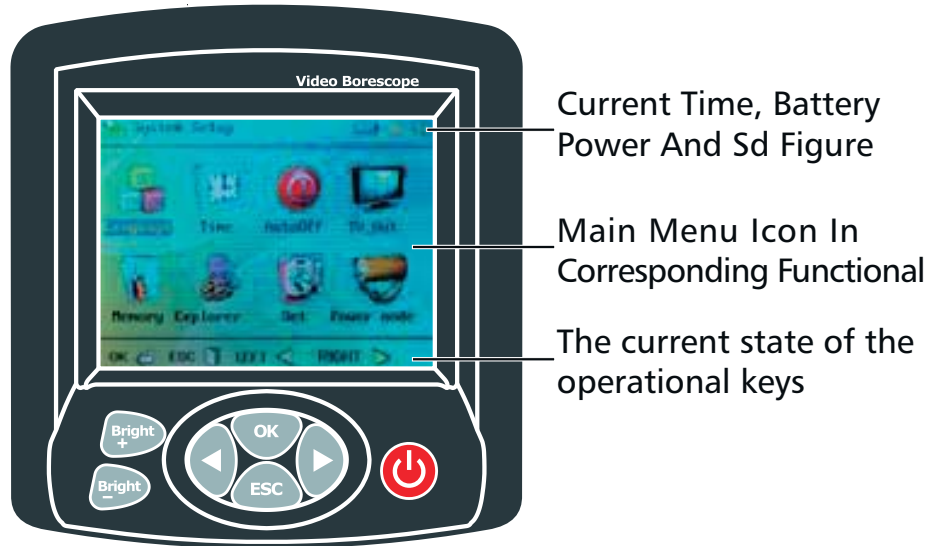 Video Borescope
System Setup
Language Time AutoOff TV_out
Memory Explorer Det Power mode
OK ESC LEFT < RIGHT >
Bright
+
Bright
−
OK
ESC
Current Time, Battery
Power And Sd Figure
Main Menu Icon In
Corresponding Functional
The current state of the
operational keys